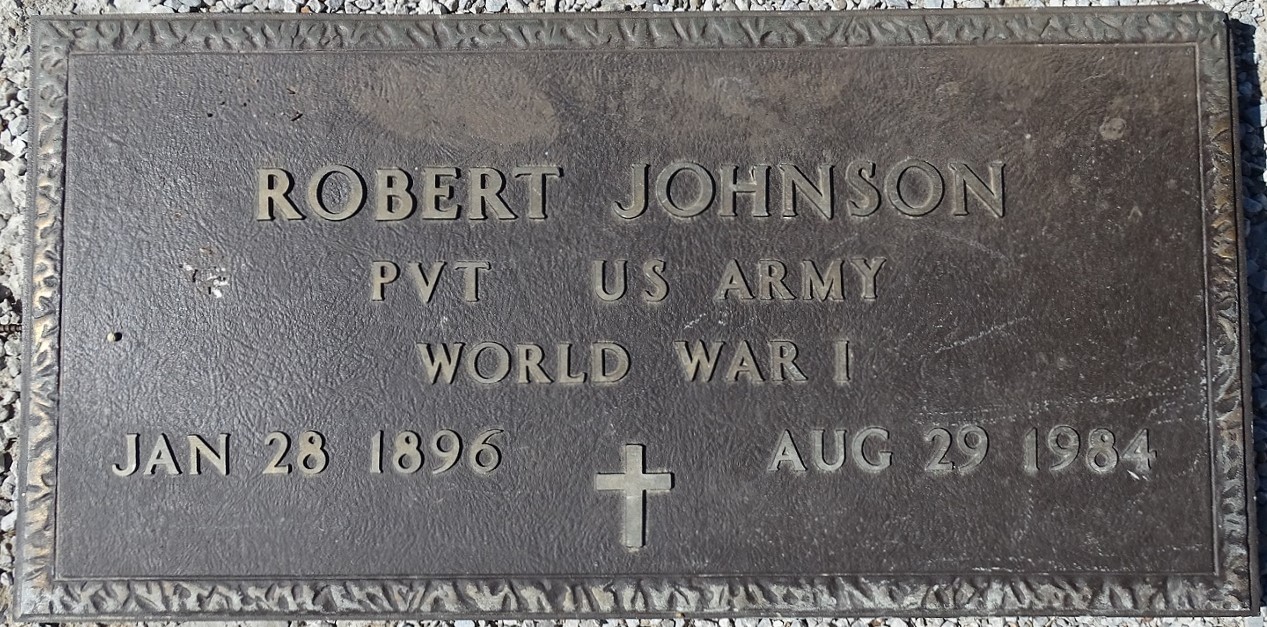 ROBERT JOHNSON
PVT US ARMY
WORLD WAR I
JAN 28 1896 AUG 29 1984